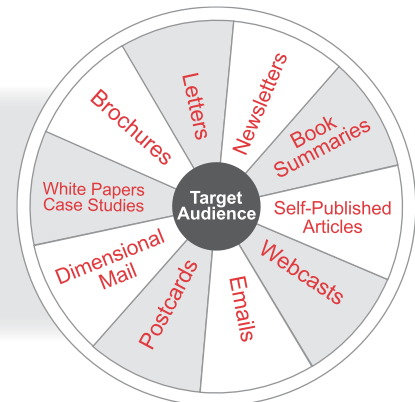 Letters
Newsletters
Book
Summaries
Self-Published
Articles
Webcasts
Emails
Postcards
Dimensional
Mail
White Papers
Case Studies
Brochures
Target
Audience